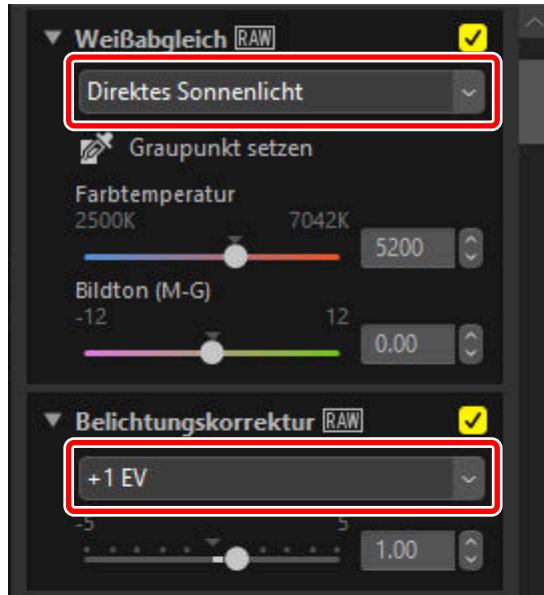 Weißabgleich RAW
Direktes Sonnenlicht
Graupunkt setzen
Farbtemperatur
2500K 7042K
5200
Bildton (M-G)
-12 12
0.00
Belichtungskorrektur RAW
+1 EV
-5 5
1.00